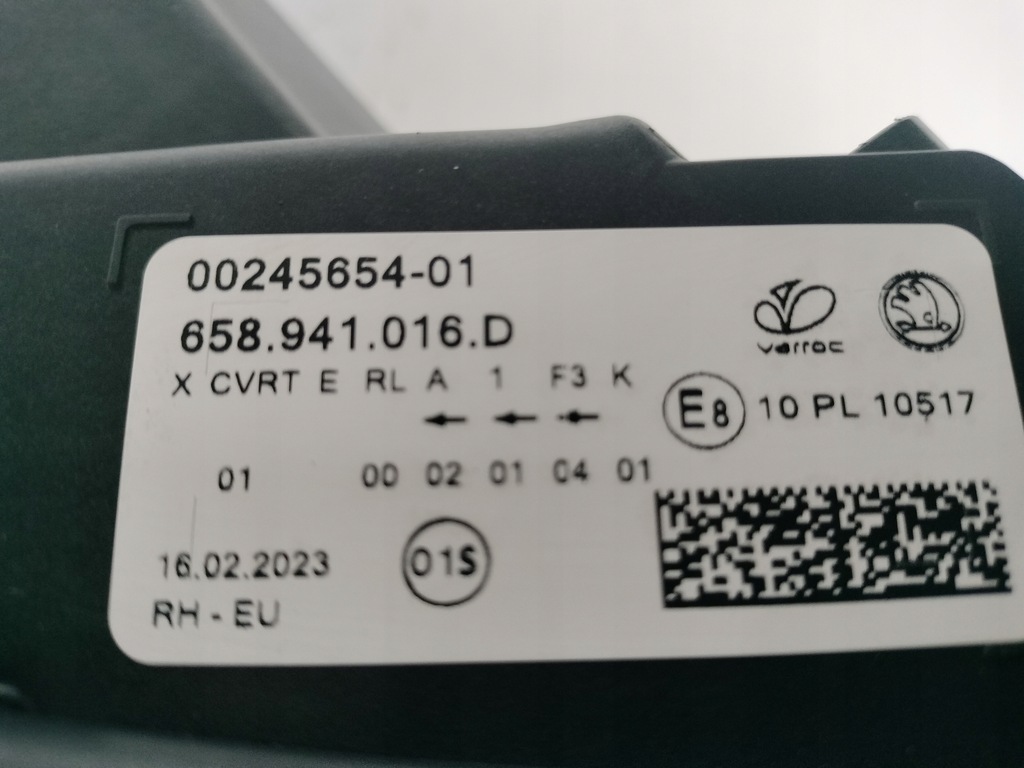 00245654-01
658.941.016.D
varroc
X CVRT E RL A 1 F3 K
← ← ←
E8 10 PL 10517
01 00 02 01 04 01
16.02.2023
01S
RH - EU